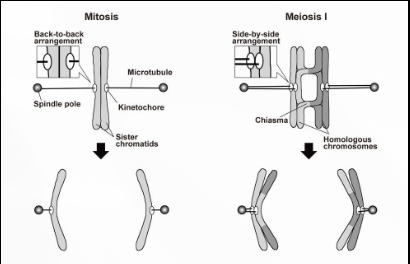 Mitosis
Back-to-back
arrangement
Microtubule
Spindle pole
Kinetochore
Sister
chromatids
Meiosis I
Side-by-side
arrangement
Chiasma
Homologous
chromosomes